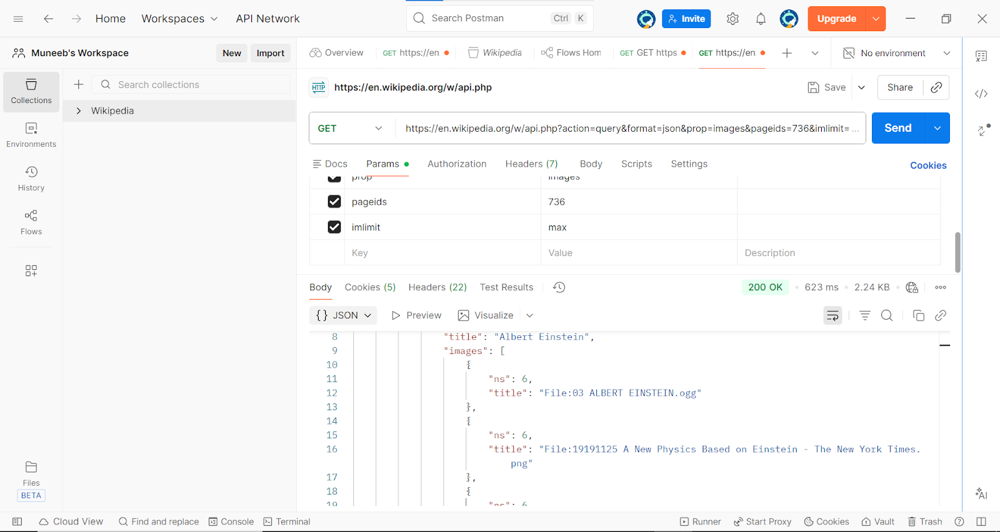 Home Workspaces API Network Search Postman Ctrl K Invite Upgrade
Muneeb's Workspace New Import
Overview GET https://en Wikipedia Flows Hom GET GET https GET https://en No environment
Collections
Search collections
Wikipedia
Environments
History
Flows
Files
BETA
HTTP https://en.wikipedia.org/w/api.php Save Share
GET https://en.wikipedia.org/w/api.php?action=query&format=json&prop=images&pageids=736&imlimit= ... Send
Docs Params Authorization Headers (7) Body Scripts Settings Cookies
prop images
pageids 736
imlimit max
Key Value Description
Body Cookies (5) Headers (22) Test Results 200 OK 623 ms 2.24 KB
{} JSON Preview Visualize
8 "title": "Albert Einstein",
9 "images": [
10 {
11 "ns": 6,
12 "title": "File:03 ALBERT EINSTEIN.ogg"
13 },
14 {
15 "ns": 6,
16 "title": "File:19191125 A New Physics Based on Einstein - The New York Times.
png"
17 },
18 {
19 "ns": 6
AI
Cloud View Find and replace Console Terminal Runner Start Proxy Cookies Vault Trash